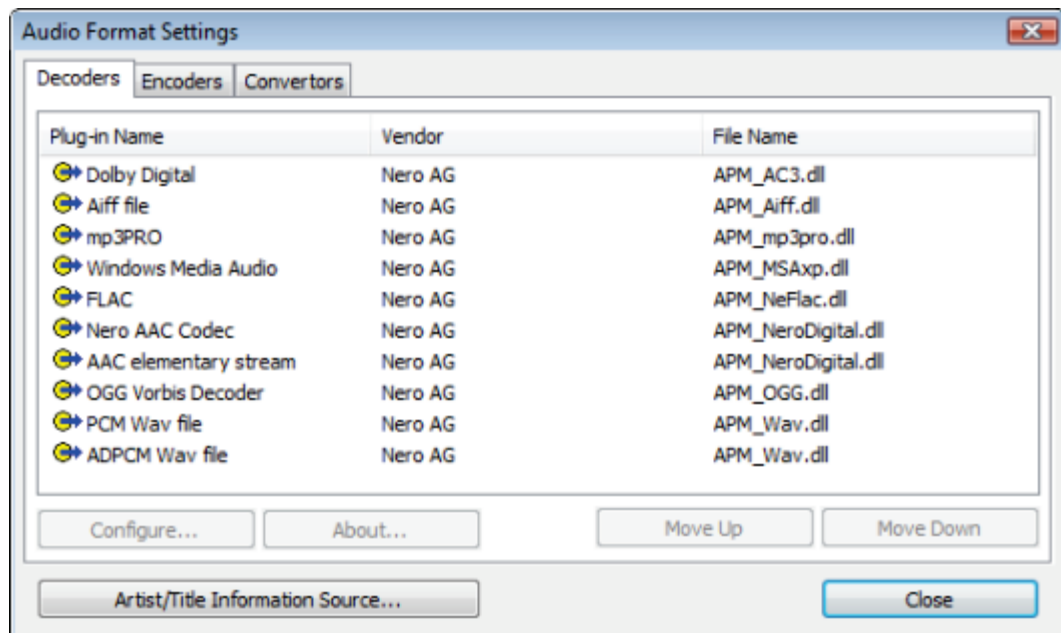 Audio Format Settings
Decoders Encoders Convertors
Plug-in Name Vendor File Name
Dolby Digital Nero AG APM_AC3.dll
Aiff file Nero AG APM_Aiff.dll
mp3PRO Nero AG APM_mp3pro.dll
Windows Media Audio Nero AG APM_MSAxp.dll
FLAC Nero AG APM_NeFlac.dll
Nero AAC Codec Nero AG APM_NeroDigital.dll
AAC elementary stream Nero AG APM_NeroDigital.dll
OGG Vorbis Decoder Nero AG APM_OGG.dll
PCM Wav file Nero AG APM_Wav.dll
ADPCM Wav file Nero AG APM_Wav.dll
Configure... About... Move Up Move Down
Artist/Title Information Source... Close